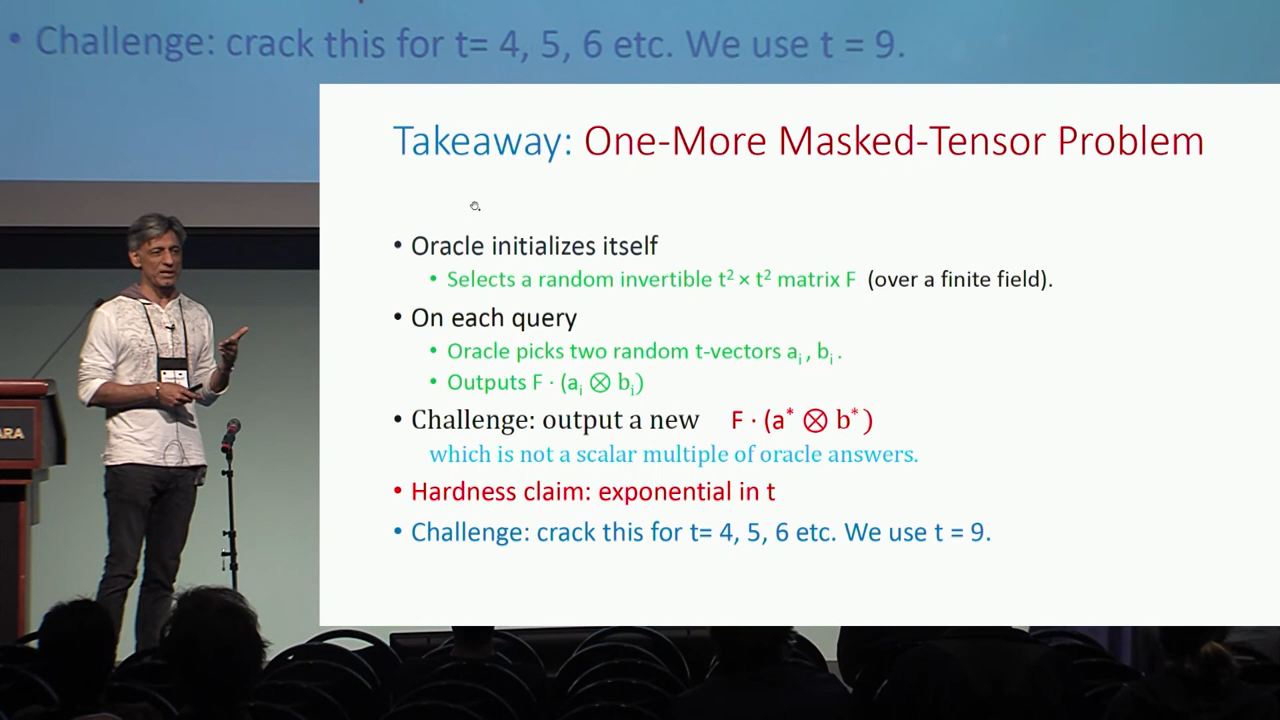 • Challenge: crack this for t= 4, 5, 6 etc. We use t = 9.
Takeaway: One-More Masked-Tensor Problem
• Oracle initializes itself
• Selects a random invertible t² × t² matrix F (over a finite field).
• On each query
• Oracle picks two random t-vectors aᵢ , bᵢ .
• Outputs F · (aᵢ ⊗ bᵢ)
• Challenge: output a new F · (a* ⊗ b*)
which is not a scalar multiple of oracle answers.
• Hardness claim: exponential in t
• Challenge: crack this for t= 4, 5, 6 etc. We use t = 9.
ARA